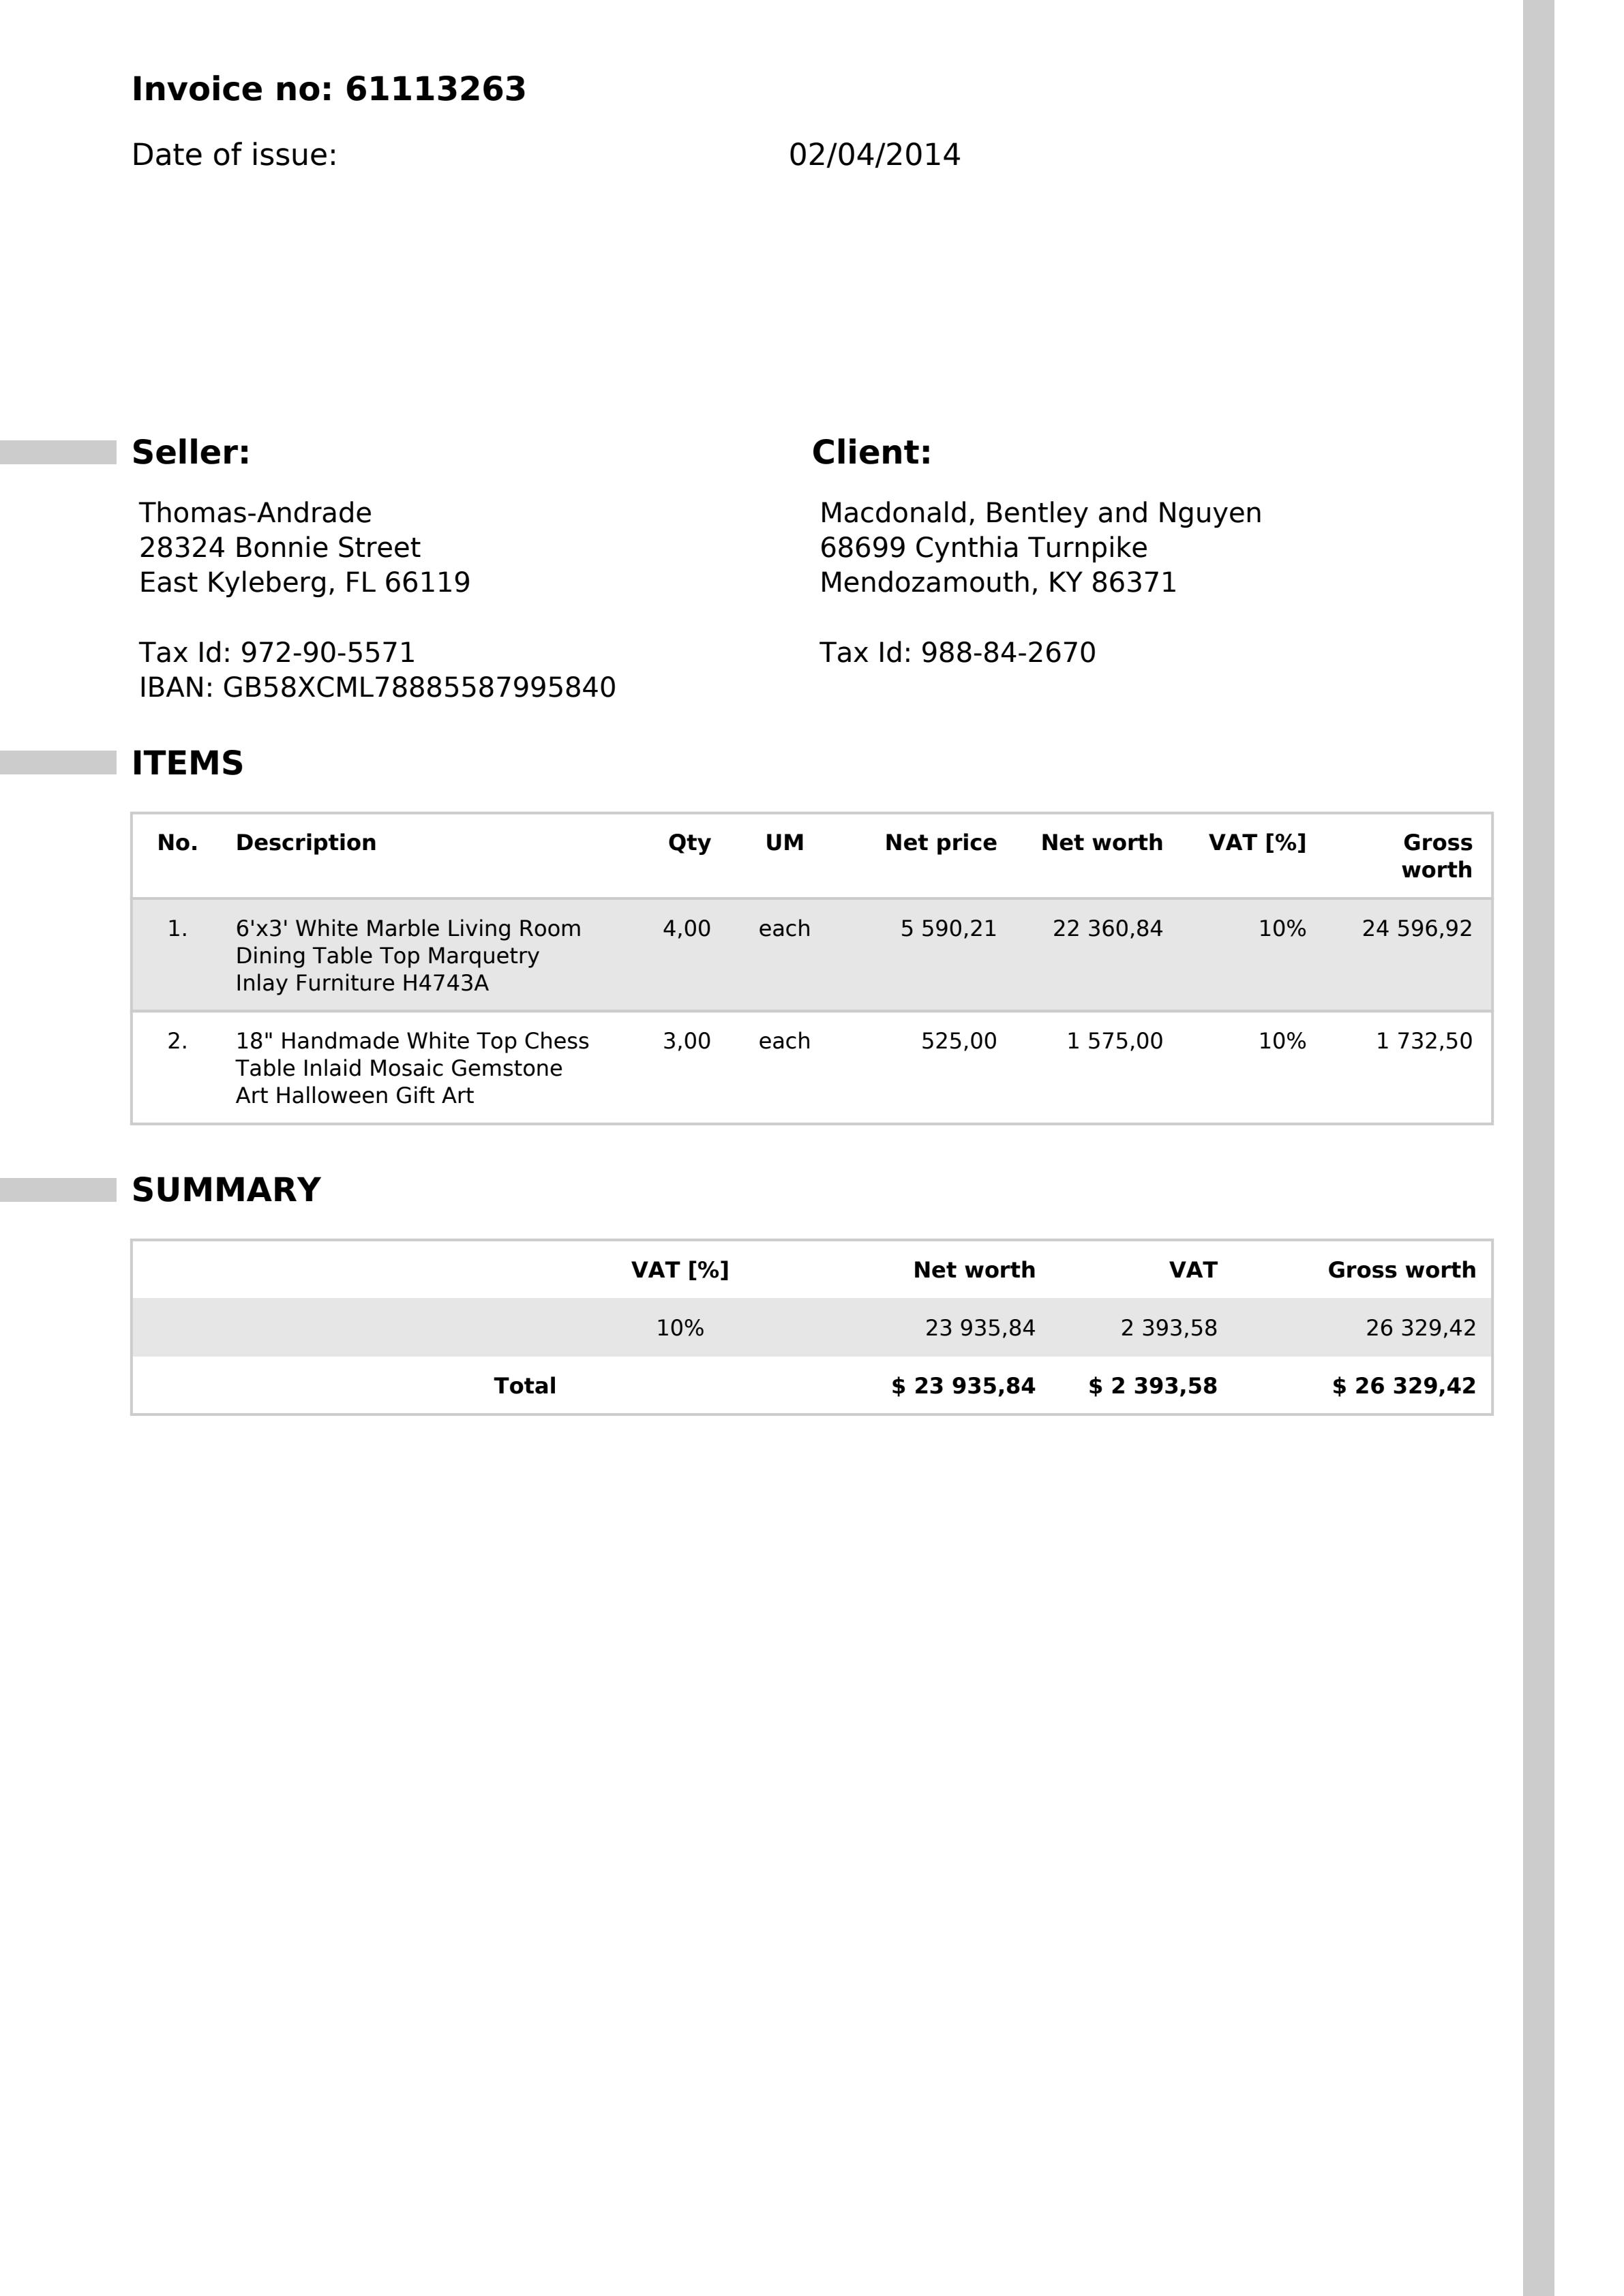 Invoice no: 61113263
Date of issue: 02/04/2014
Seller:
Thomas-Andrade
28324 Bonnie Street
East Kyleberg, FL 66119
Tax Id: 972-90-5571
IBAN: GB58XCML78885587995840
Client:
Macdonald, Bentley and Nguyen
68699 Cynthia Turnpike
Mendozamouth, KY 86371
Tax Id: 988-84-2670
ITEMS
No. Description Qty UM Net price Net worth VAT [%] Gross
worth
1. 6'x3' White Marble Living Room 4,00 each 5 590,21 22 360,84 10% 24 596,92
Dining Table Top Marquetry
Inlay Furniture H4743A
2. 18" Handmade White Top Chess 3,00 each 525,00 1 575,00 10% 1 732,50
Table Inlaid Mosaic Gemstone
Art Halloween Gift Art
SUMMARY
VAT [%] Net worth VAT Gross worth
10% 23 935,84 2 393,58 26 329,42
Total $ 23 935,84 $ 2 393,58 $ 26 329,42